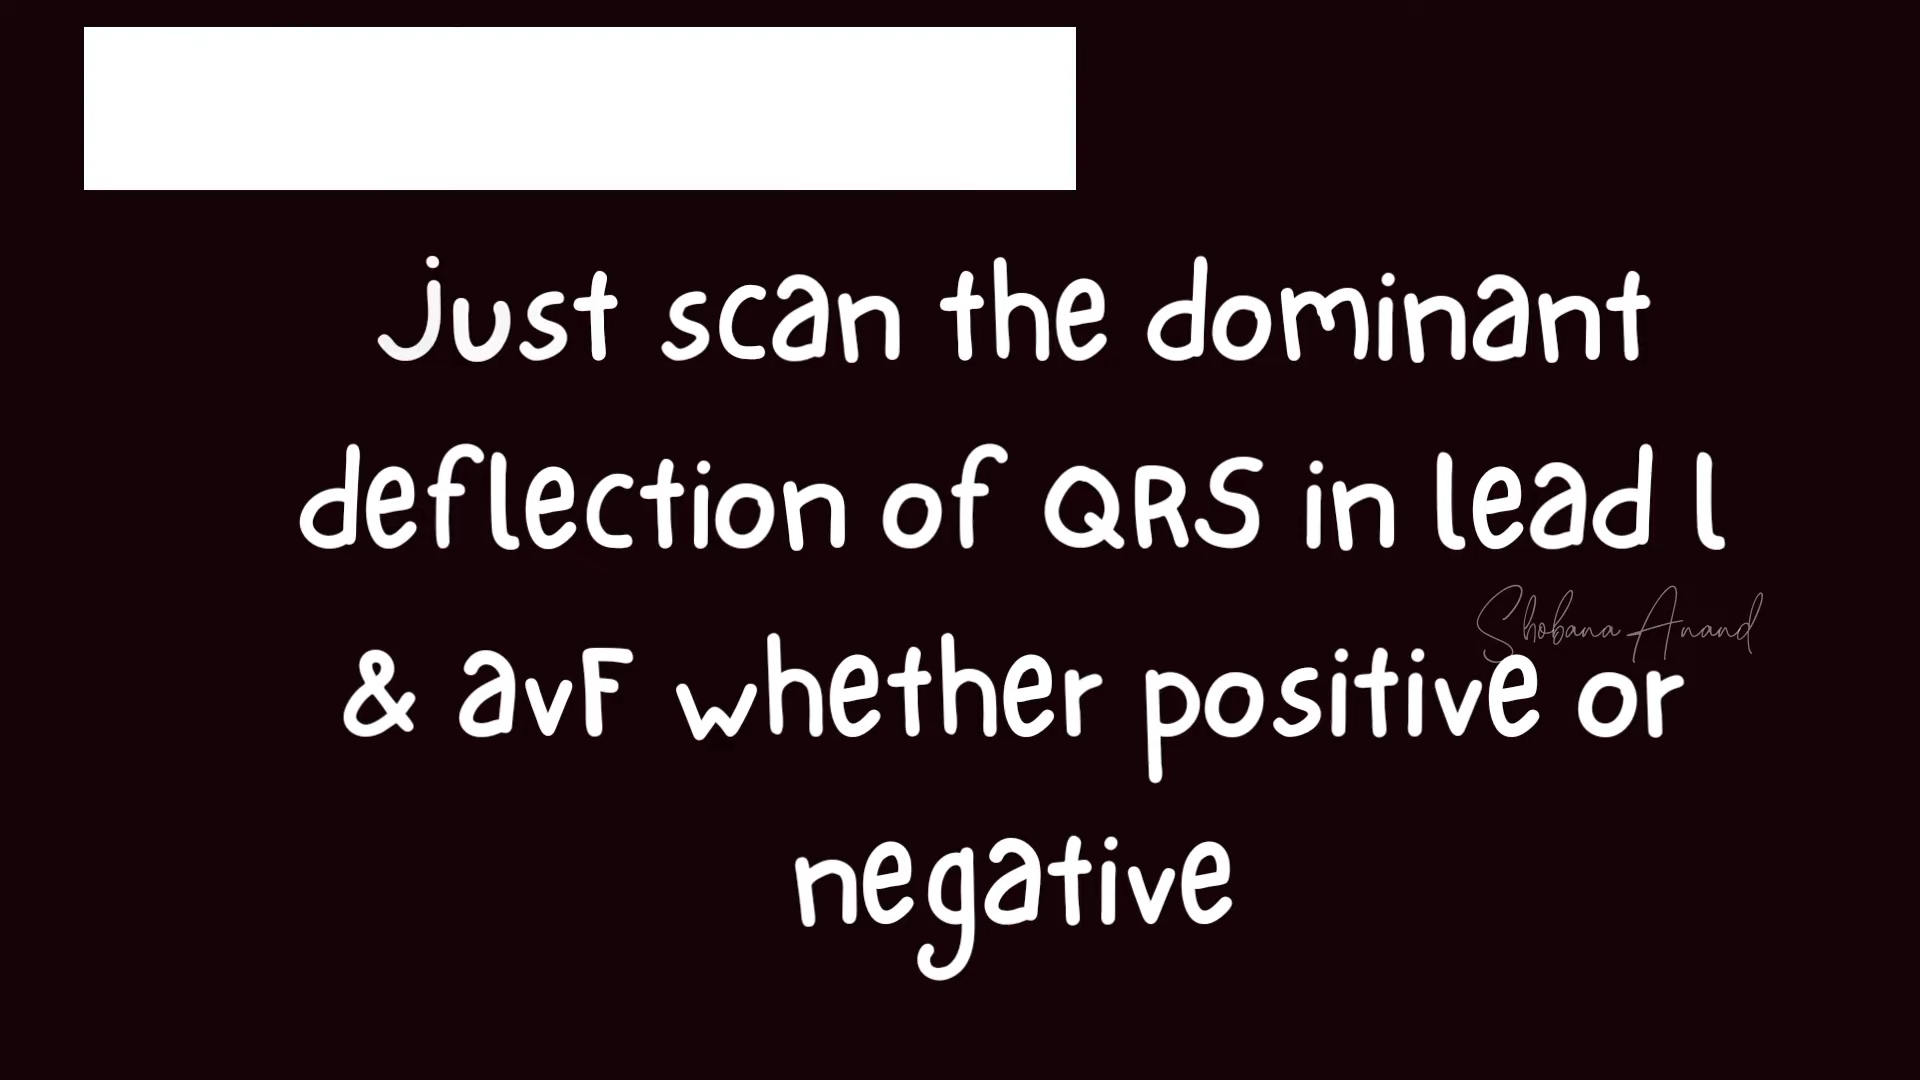 just scan the dominant
deflection of QRS in lead l
Shobana Anand
& avF whether positive or
negative